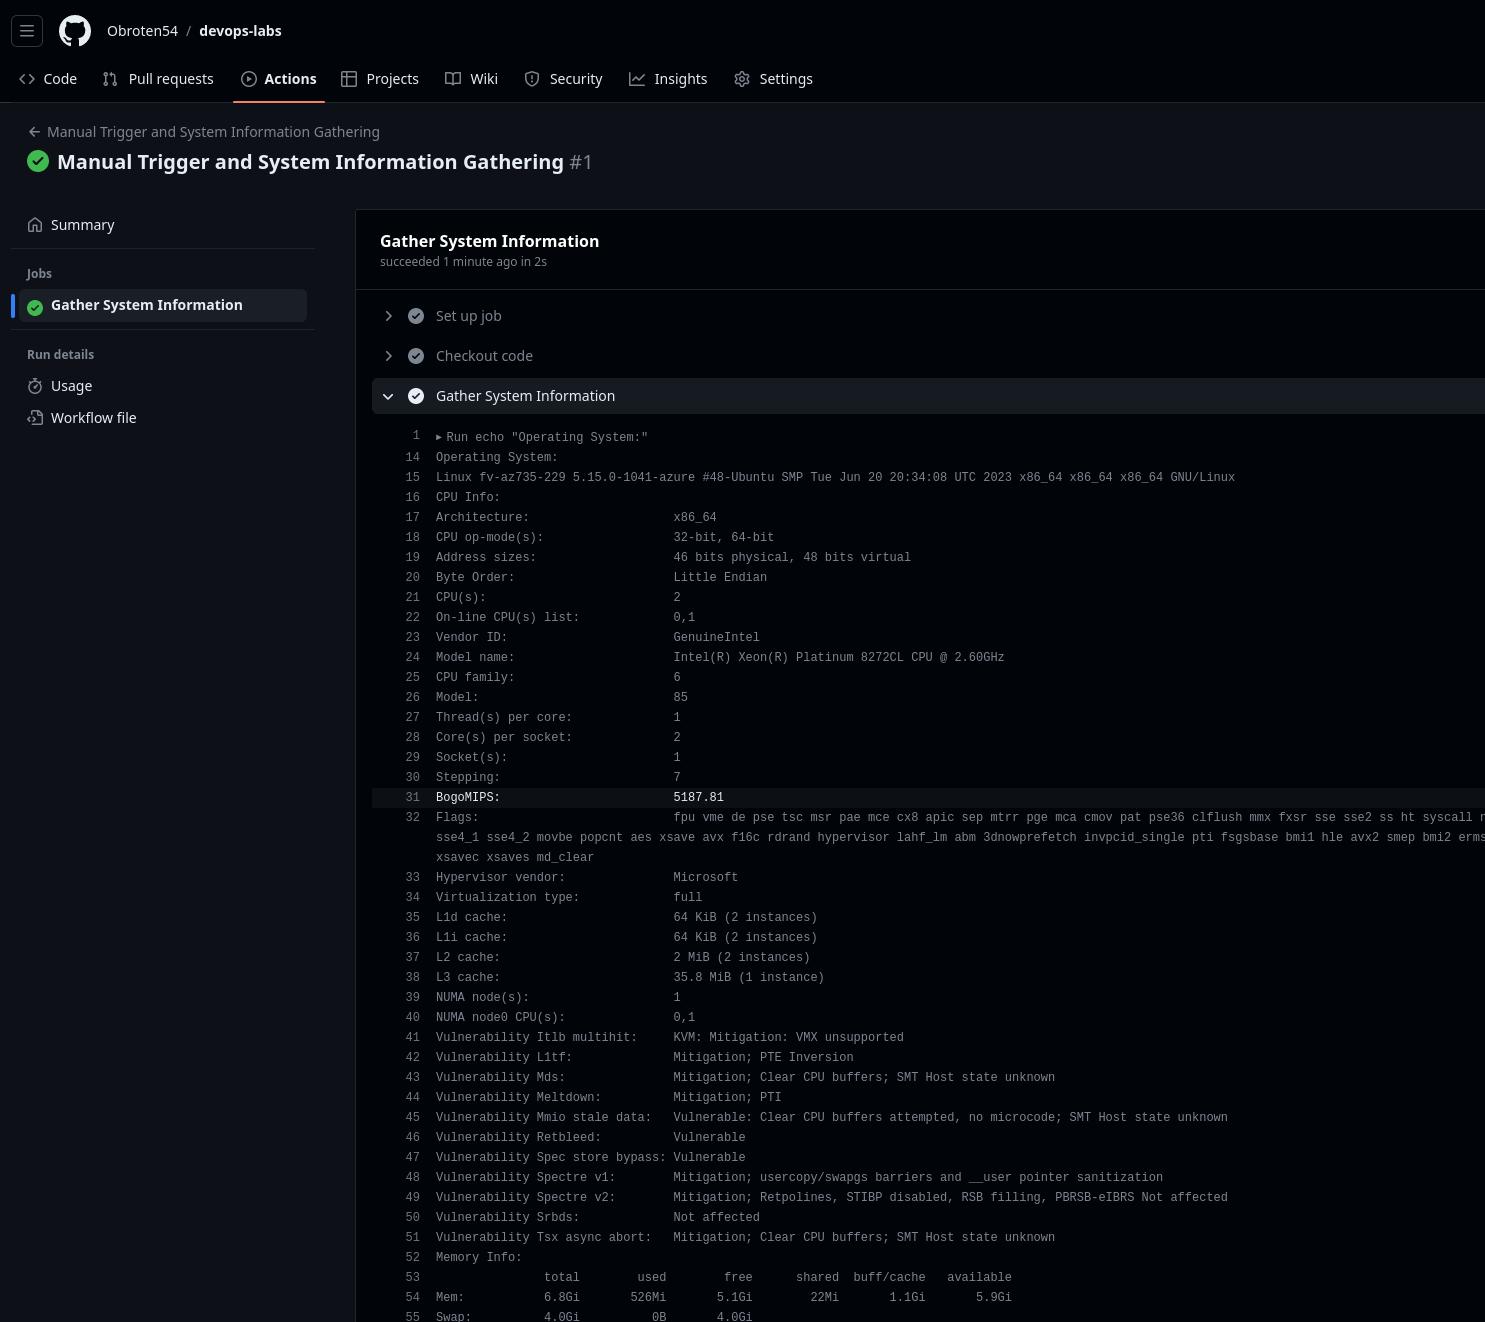 Obroten54 / devops-labs
Code Pull requests Actions Projects Wiki Security Insights Settings
Manual Trigger and System Information Gathering
Manual Trigger and System Information Gathering #1
Summary
Jobs
Gather System Information
Run details
Usage
Workflow file
Gather System Information
succeeded 1 minute ago in 2s
Set up job
Checkout code
Gather System Information
1 Run echo "Operating System:"
14 Operating System:
15 Linux fv-az735-229 5.15.0-1041-azure #48-Ubuntu SMP Tue Jun 20 20:34:08 UTC 2023 x86_64 x86_64 x86_64 GNU/Linux
16 CPU Info:
17 Architecture: x86_64
18 CPU op-mode(s): 32-bit, 64-bit
19 Address sizes: 46 bits physical, 48 bits virtual
20 Byte Order: Little Endian
21 CPU(s): 2
22 On-line CPU(s) list: 0,1
23 Vendor ID: GenuineIntel
24 Model name: Intel(R) Xeon(R) Platinum 8272CL CPU @ 2.60GHz
25 CPU family: 6
26 Model: 85
27 Thread(s) per core: 1
28 Core(s) per socket: 2
29 Socket(s): 1
30 Stepping: 7
31 BogoMIPS: 5187.81
32 Flags: fpu vme de pse tsc msr pae mce cx8 apic sep mtrr pge mca cmov pat pse36 clflush mmx fxsr sse sse2 ss ht syscall
sse4_1 sse4_2 movbe popcnt aes xsave avx f16c rdrand hypervisor lahf_lm abm 3dnowprefetch invpcid_single pti fsgsbase bmi1 hle avx2 smep bmi2 erms
xsavec xsaves md_clear
33 Hypervisor vendor: Microsoft
34 Virtualization type: full
35 L1d cache: 64 KiB (2 instances)
36 L1i cache: 64 KiB (2 instances)
37 L2 cache: 2 MiB (2 instances)
38 L3 cache: 35.8 MiB (1 instance)
39 NUMA node(s): 1
40 NUMA node0 CPU(s): 0,1
41 Vulnerability Itlb multihit: KVM: Mitigation: VMX unsupported
42 Vulnerability L1tf: Mitigation; PTE Inversion
43 Vulnerability Mds: Mitigation; Clear CPU buffers; SMT Host state unknown
44 Vulnerability Meltdown: Mitigation; PTI
45 Vulnerability Mmio stale data: Vulnerable: Clear CPU buffers attempted, no microcode; SMT Host state unknown
46 Vulnerability Retbleed: Vulnerable
47 Vulnerability Spec store bypass: Vulnerable
48 Vulnerability Spectre v1: Mitigation; usercopy/swapgs barriers and __user pointer sanitization
49 Vulnerability Spectre v2: Mitigation; Retpolines, STIBP disabled, RSB filling, PBRSB-eIBRS Not affected
50 Vulnerability Srbds: Not affected
51 Vulnerability Tsx async abort: Mitigation; Clear CPU buffers; SMT Host state unknown
52 Memory Info:
53 total used free shared buff/cache available
54 Mem: 6.8Gi 526Mi 5.1Gi 22Mi 1.1Gi 5.9Gi
55 Swap: 4.0Gi 0B 4.0Gi